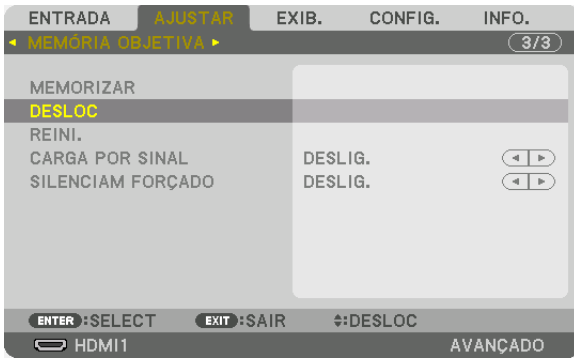 ENTRADA AJUSTAR EXIB. CONFIG. INFO.
MEMÓRIA OBJETIVA 3/3
MEMORIZAR
DESLOC
REINI.
CARGA POR SINAL DESLIG.
SILENCIAM FORÇADO DESLIG.
ENTER :SELECT EXIT :SAIR :DESLOC
HDMI1 AVANÇADO